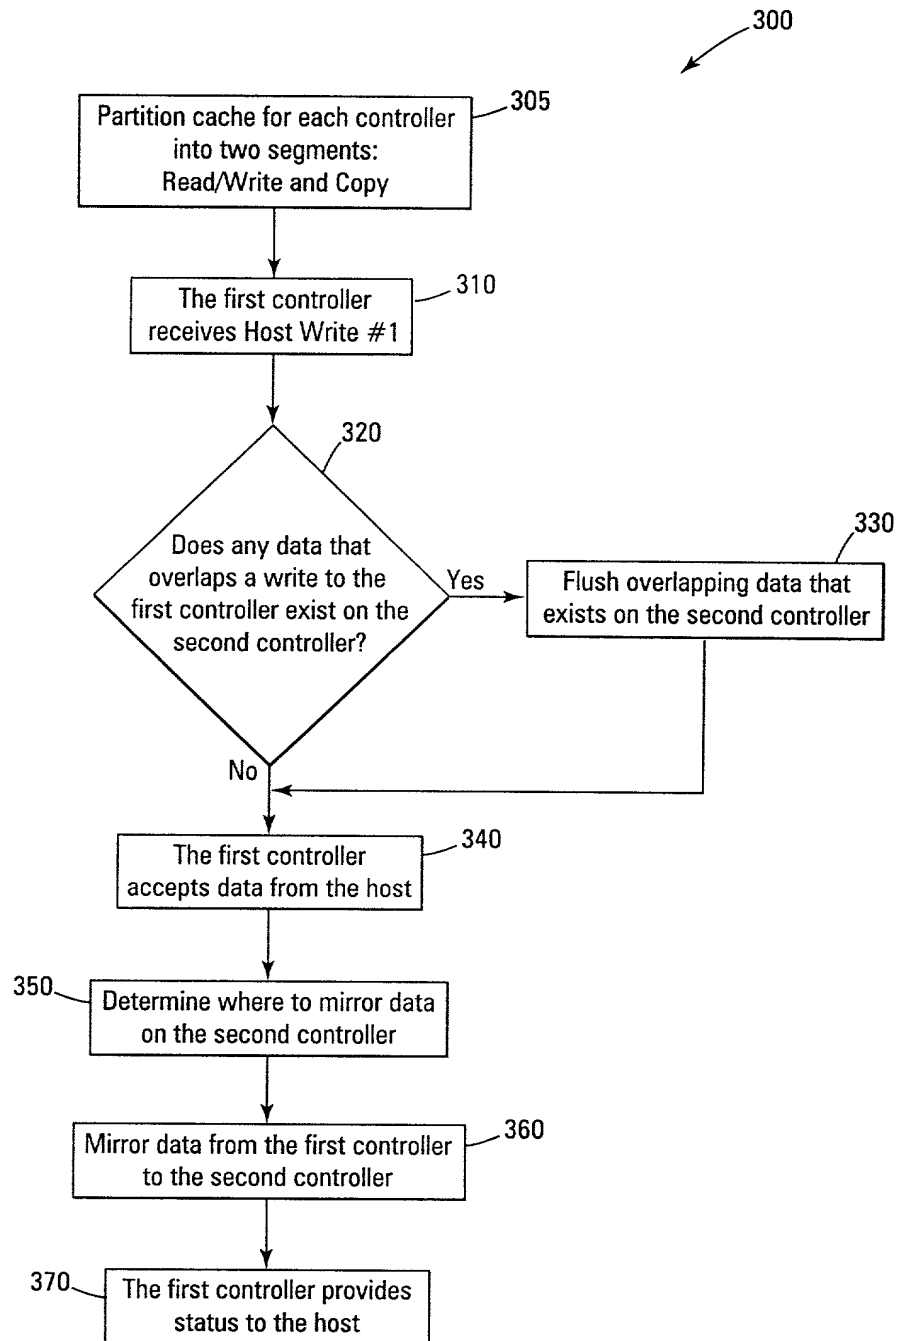 300
305
Partition cache for each controller
into two segments:
Read/Write and Copy
310
The first controller
receives Host Write #1
320
Does any data that
overlaps a write to the
first controller exist on the
second controller?
Yes
330
Flush overlapping data that
exists on the second controller
No
340
The first controller
accepts data from the host
350
Determine where to mirror data
on the second controller
360
Mirror data from the first controller
to the second controller
370
The first controller provides
status to the host